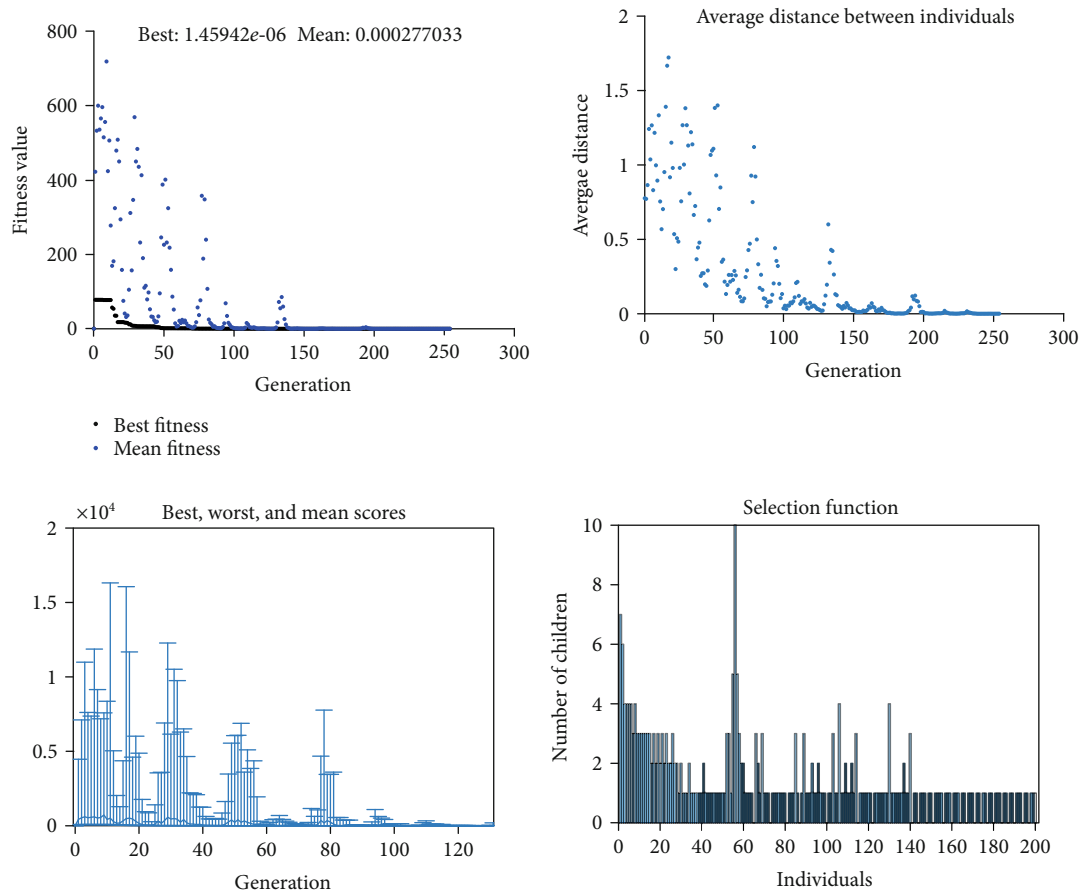 Best: 1.45942e-06 Mean: 0.000277033
800
600
400
200
0
Fitness value
0 50 100 150 200 250 300
Generation
• Best fitness
• Mean fitness
Average distance between individuals
2
1.5
1
0.5
0
Avergae distance
0 50 100 150 200 250 300
Generation
×10⁴
Best, worst, and mean scores
2
1.5
1
0.5
0
0 20 40 60 80 100 120
Generation
Selection function
10
8
6
4
2
0
Number of children
0 20 40 60 80 100 120 140 160 180 200
Individuals